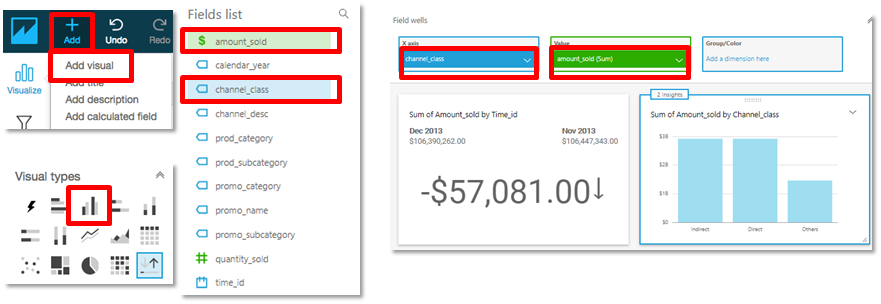 Add
Undo
Redo
Add visual
Add title
Add description
Add calculated field
Visualize
Visual types
Fields list
amount_sold
calendar_year
channel_class
channel_desc
prod_category
prod_subcategory
promo_category
promo_name
promo_subcategory
quantity_sold
time_id
Field wells
X axis
channel_class
Value
amount_sold (Sum)
Group/Color
Add a dimension here
Sum of Amount_sold by Time_id
Dec 2013
Nov 2013
$106,390,262.00
$106,447,343.00
-$57,081.00↓
2 Insights
Sum of Amount_sold by Channel_class
$3B
$2B
$1B
$0
Indirect
Direct
Others